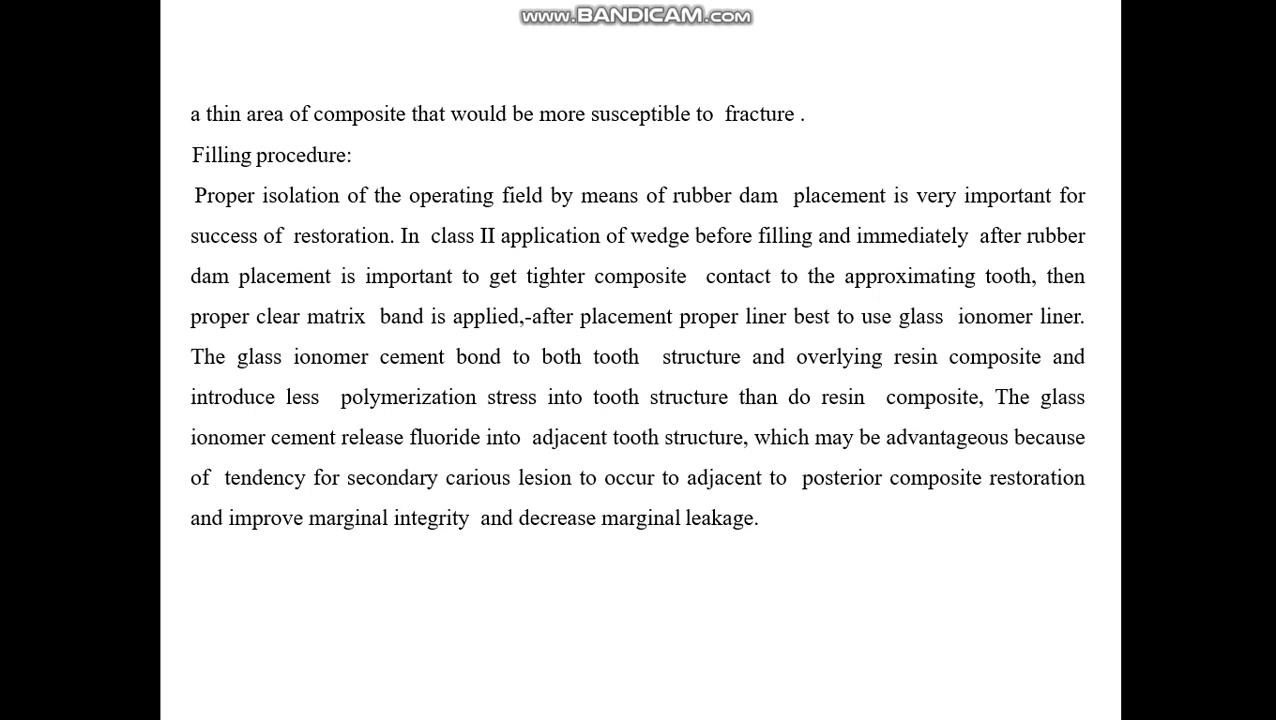 www.BANDICAM.com
a thin area of composite that would be more susceptible to fracture .
Filling procedure:
Proper isolation of the operating field by means of rubber dam placement is very important for
success of restoration. In class II application of wedge before filling and immediately after rubber
dam placement is important to get tighter composite contact to the approximating tooth, then
proper clear matrix band is applied,-after placement proper liner best to use glass ionomer liner.
The glass ionomer cement bond to both tooth structure and overlying resin composite and
introduce less polymerization stress into tooth structure than do resin composite, The glass
ionomer cement release fluoride into adjacent tooth structure, which may be advantageous because
of tendency for secondary carious lesion to occur to adjacent to posterior composite restoration
and improve marginal integrity and decrease marginal leakage.